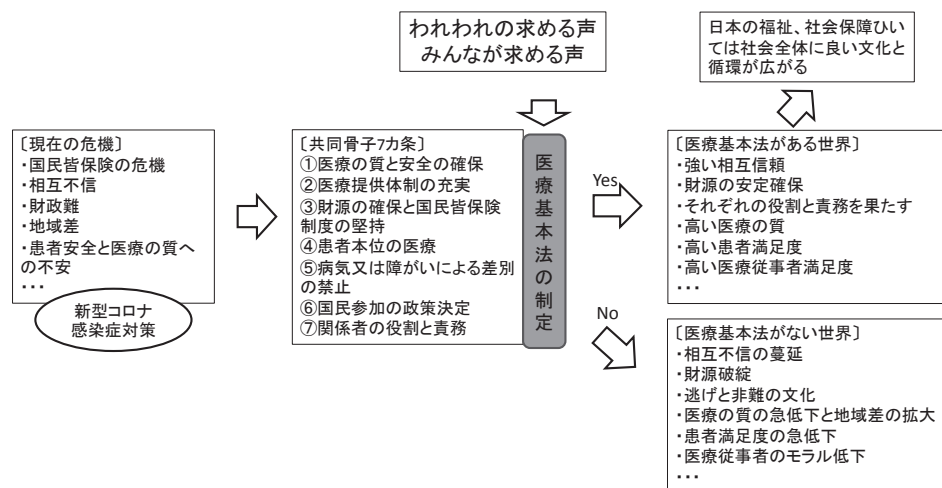 われわれの求める声
みんなが求める声
日本の福祉、社会保障ひい
ては社会全体に良い文化と
循環が広がる
〔現在の危機〕
・国民皆保険の危機
・相互不信
・財政難
・地域差
・患者安全と医療の質へ
の不安
・・・
新型コロナ
感染症対策
〔共同骨子7カ条〕
①医療の質と安全の確保
②医療提供体制の充実
③財源の確保と国民皆保険
制度の堅持
④患者本位の医療
⑤病気又は障がいによる差別
の禁止
⑥国民参加の政策決定
⑦関係者の役割と責務
医療基本法の制定
Yes
〔医療基本法がある世界〕
・強い相互信頼
・財源の安定確保
・それぞれの役割と責務を果たす
・高い医療の質
・高い患者満足度
・高い医療従事者満足度
・・・
No
〔医療基本法がない世界〕
・相互不信の蔓延
・財源破綻
・逃げと非難の文化
・医療の質の急低下と地域差の拡大
・患者満足度の急低下
・医療従事者のモラル低下
・・・